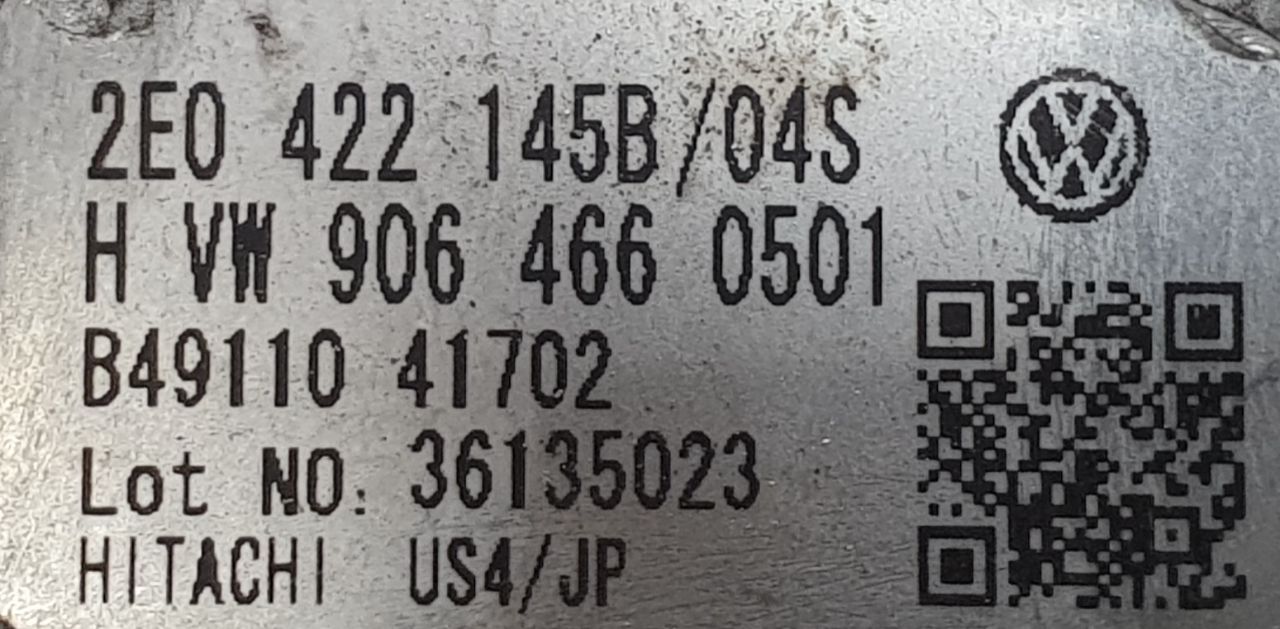 2E0 422 145B/04S
H VW 906 466 0501
B49110 41702
Lot NO. 36135023
HITACHI US4/JP